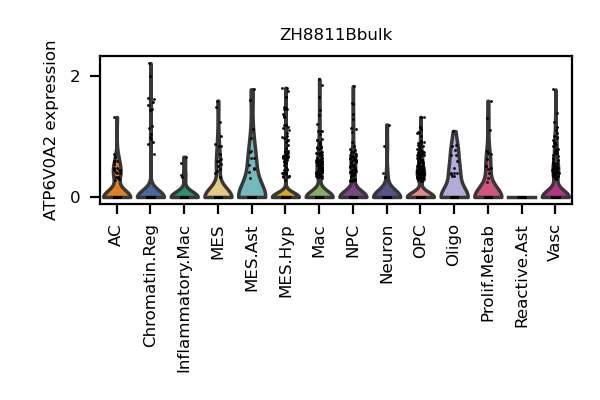 ZH8811Bbulk
ATP6V0A2 expression
2
0
AC
Chromatin.Reg
Inflammatory.Mac
MES
MES.Ast
MES.Hyp
Mac
NPC
Neuron
OPC
Oligo
Prolif.Metab
Reactive.Ast
Vasc